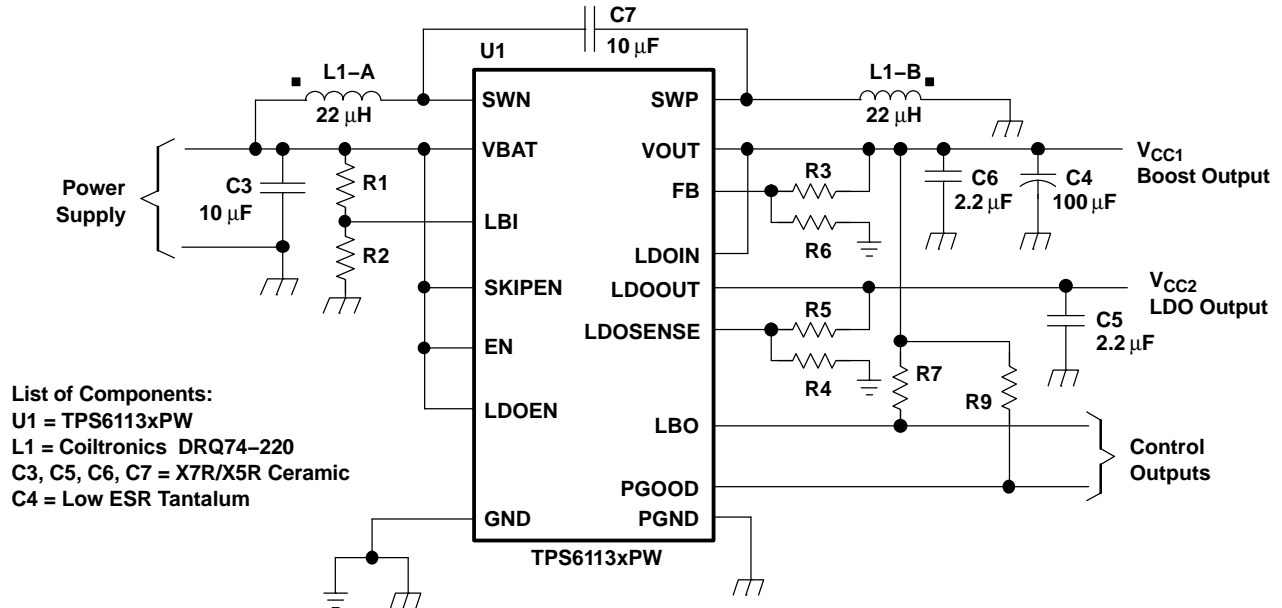 C7
10 μF
U1
L1−A
22 μH
SWN
SWP
L1−B
22 μH
VBAT
VOUT
VCC1
Boost Output
Power
Supply
C3
10 μF
R1
R2
LBI
FB
R3
R6
C6
2.2 μF
C4
100 μF
LDOIN
SKIPEN
LDOOUT
VCC2
LDO Output
LDOSENSE
R5
R4
C5
2.2 μF
EN
R7
R9
LDOEN
LBO
Control
Outputs
List of Components:
U1 = TPS6113xPW
L1 = Coiltronics DRQ74−220
C3, C5, C6, C7 = X7R/X5R Ceramic
C4 = Low ESR Tantalum
PGOOD
GND
PGND
TPS6113xPW